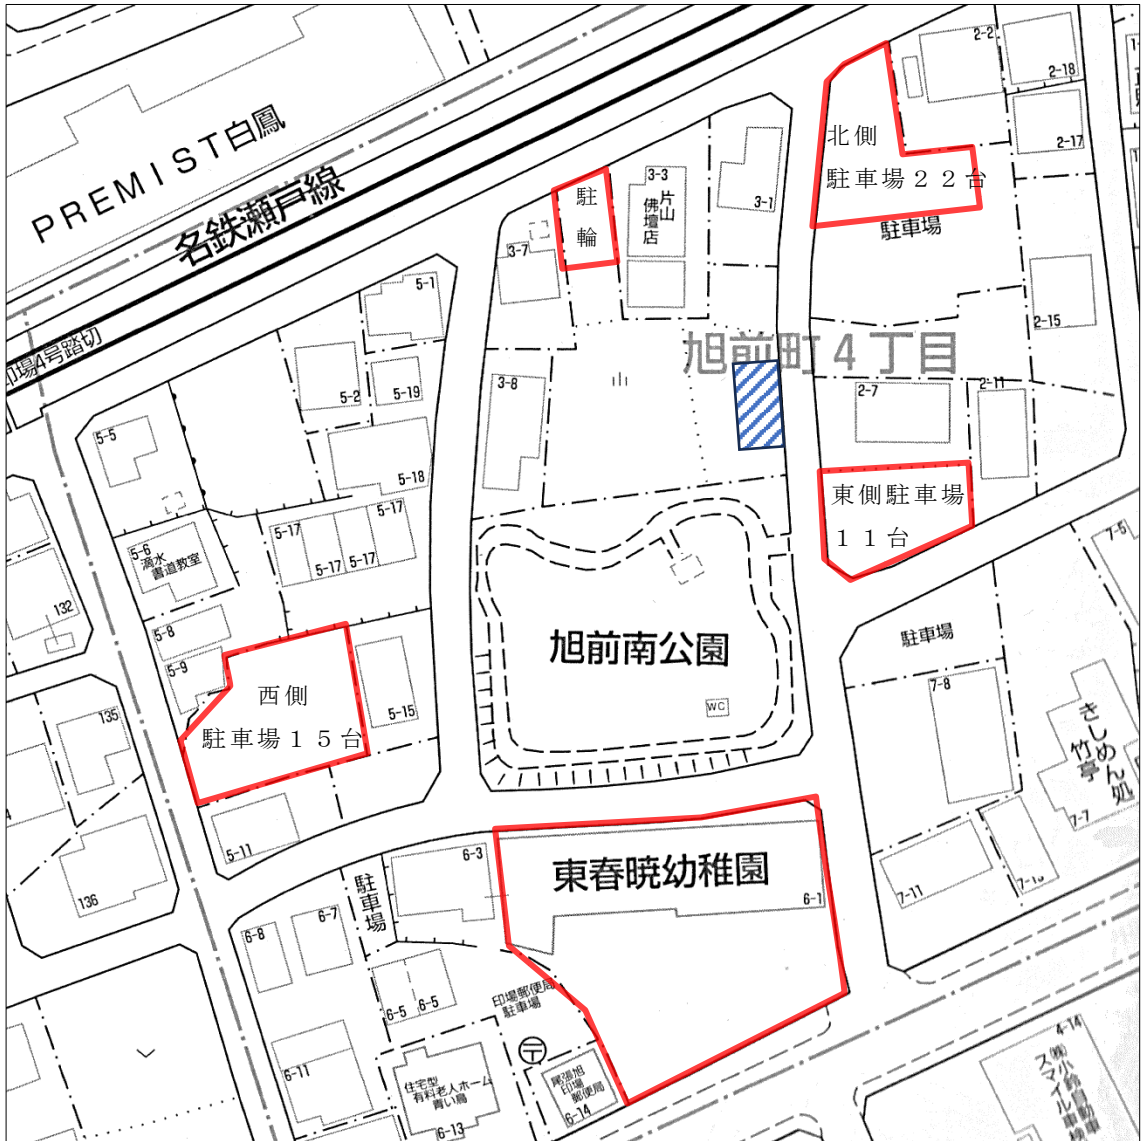 PREMIST白鳳
名鉄瀬戸線
印場4号踏切
2-2
2-18
2-17
北側
駐車場２２台
駐車場
3-1
3-3
片山
佛壇店
駐
輪
3-7
5-1
2-15
旭前町４丁目
5-2
5-19
3-8
2-7
2-11
5-5
5-18
東側駐車場
１１台
5-17
5-17
5-17
5-17
5-6
滴水
書道教室
7-5
132
5-8
5-9
旭前南公園
WC
駐車場
7-8
西側
駐車場１５台
5-15
135
きしめん処
竹亭
7-7
5-11
136
6-3
駐車場
東春暁幼稚園
6-1
7-11
6-7
6-8
6-5
6-5
印場郵便局
駐車場
6-11
住宅型
有料老人ホーム
青い鳥
6-13
〒
尾張旭
印場
郵便局
6-14
4-14